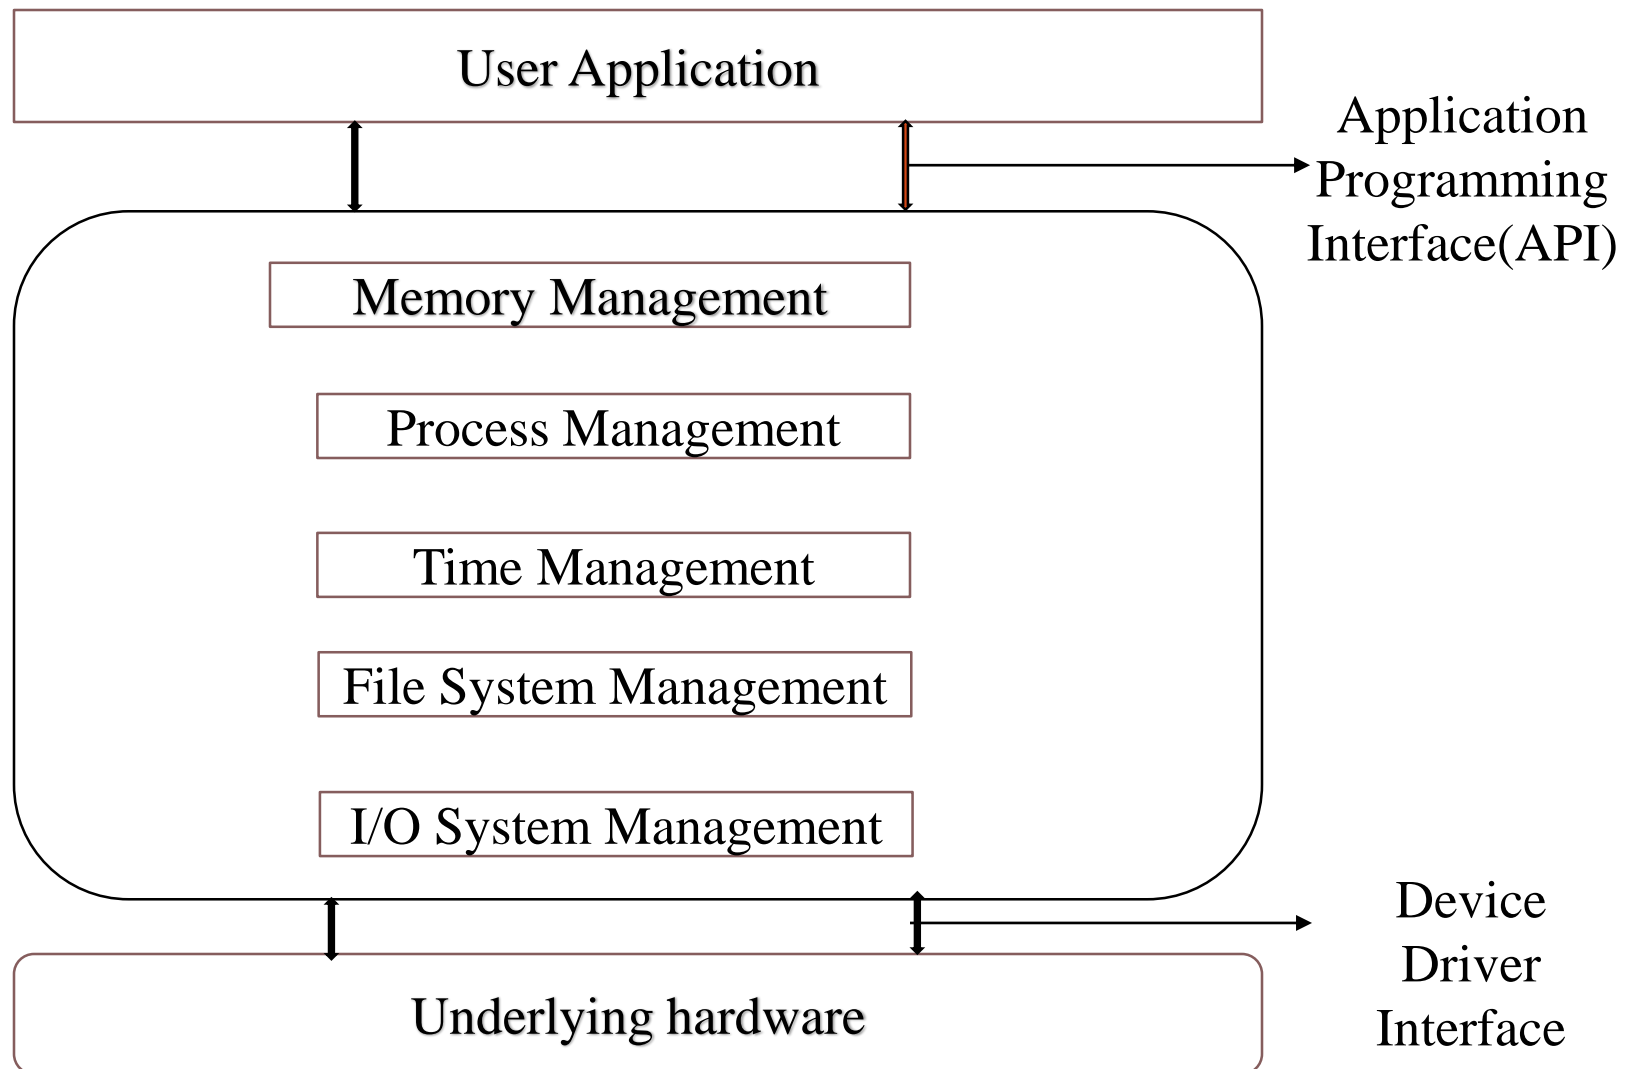 User Application
Application
Programming
Interface(API)
Memory Management
Process Management
Time Management
File System Management
I/O System Management
Device
Driver
Interface
Underlying hardware